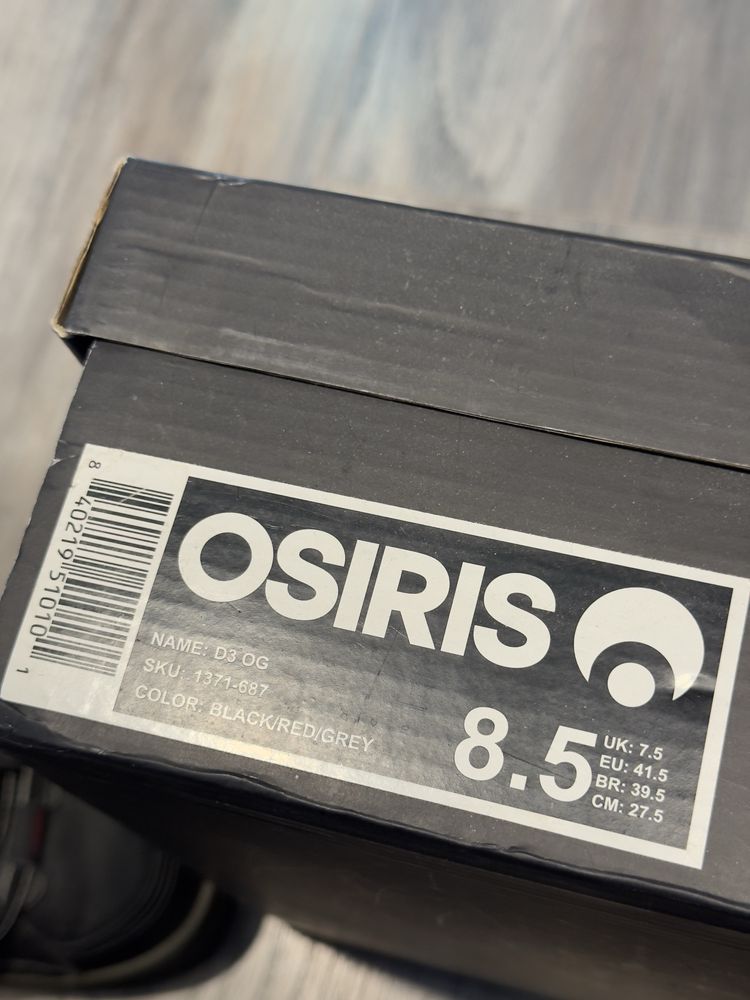 8 40219 51010 1
OSIRIS
NAME: D3 OG
SKU: 1371-687
COLOR: BLACK/RED/GREY
8.5
UK: 7.5
EU: 41.5
BR: 39.5
CM: 27.5